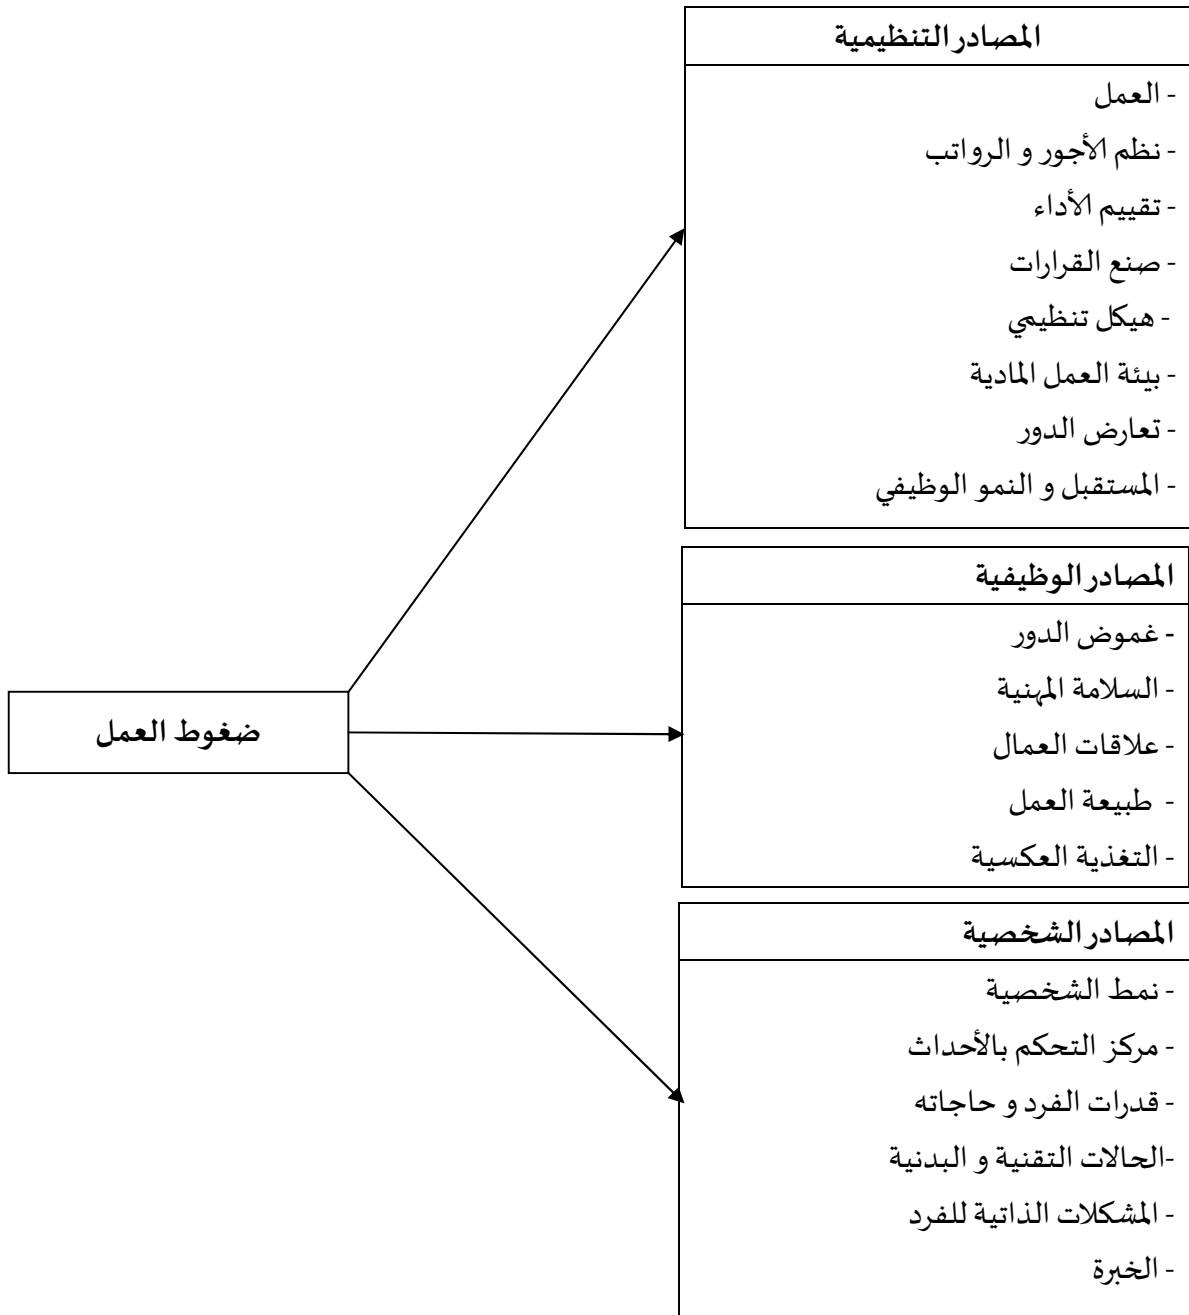 المصادر التنظيمية
- العمل
- نظم الأجور و الرواتب
- تقييم الأداء
- صنع القرارات
- هيكل تنظيمي
- بيئة العمل المادية
- تعارض الدور
- المستقبل و النمو الوظيفي
المصادر الوظيفية
- غموض الدور
- السلامة المهنية
- علاقات العمال
- طبيعة العمل
- التغذية العكسية
ضغوط العمل
المصادر الشخصية
- نمط الشخصية
- مركز التحكم بالأحداث
- قدرات الفرد و حاجاته
-الحالات التقنية و البدنية
- المشكلات الذاتية للفرد
- الخبرة